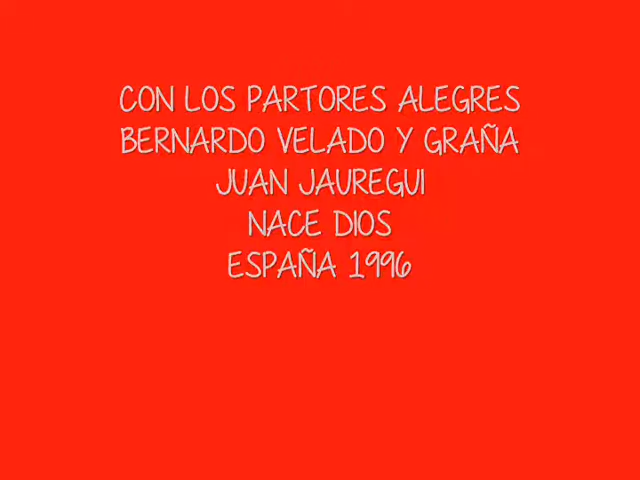 CON LOS PARTORES ALEGRES
BERNARDO VELADO Y GRAÑA
JUAN JAUREGUI
NACE DIOS
ESPAÑA 1996